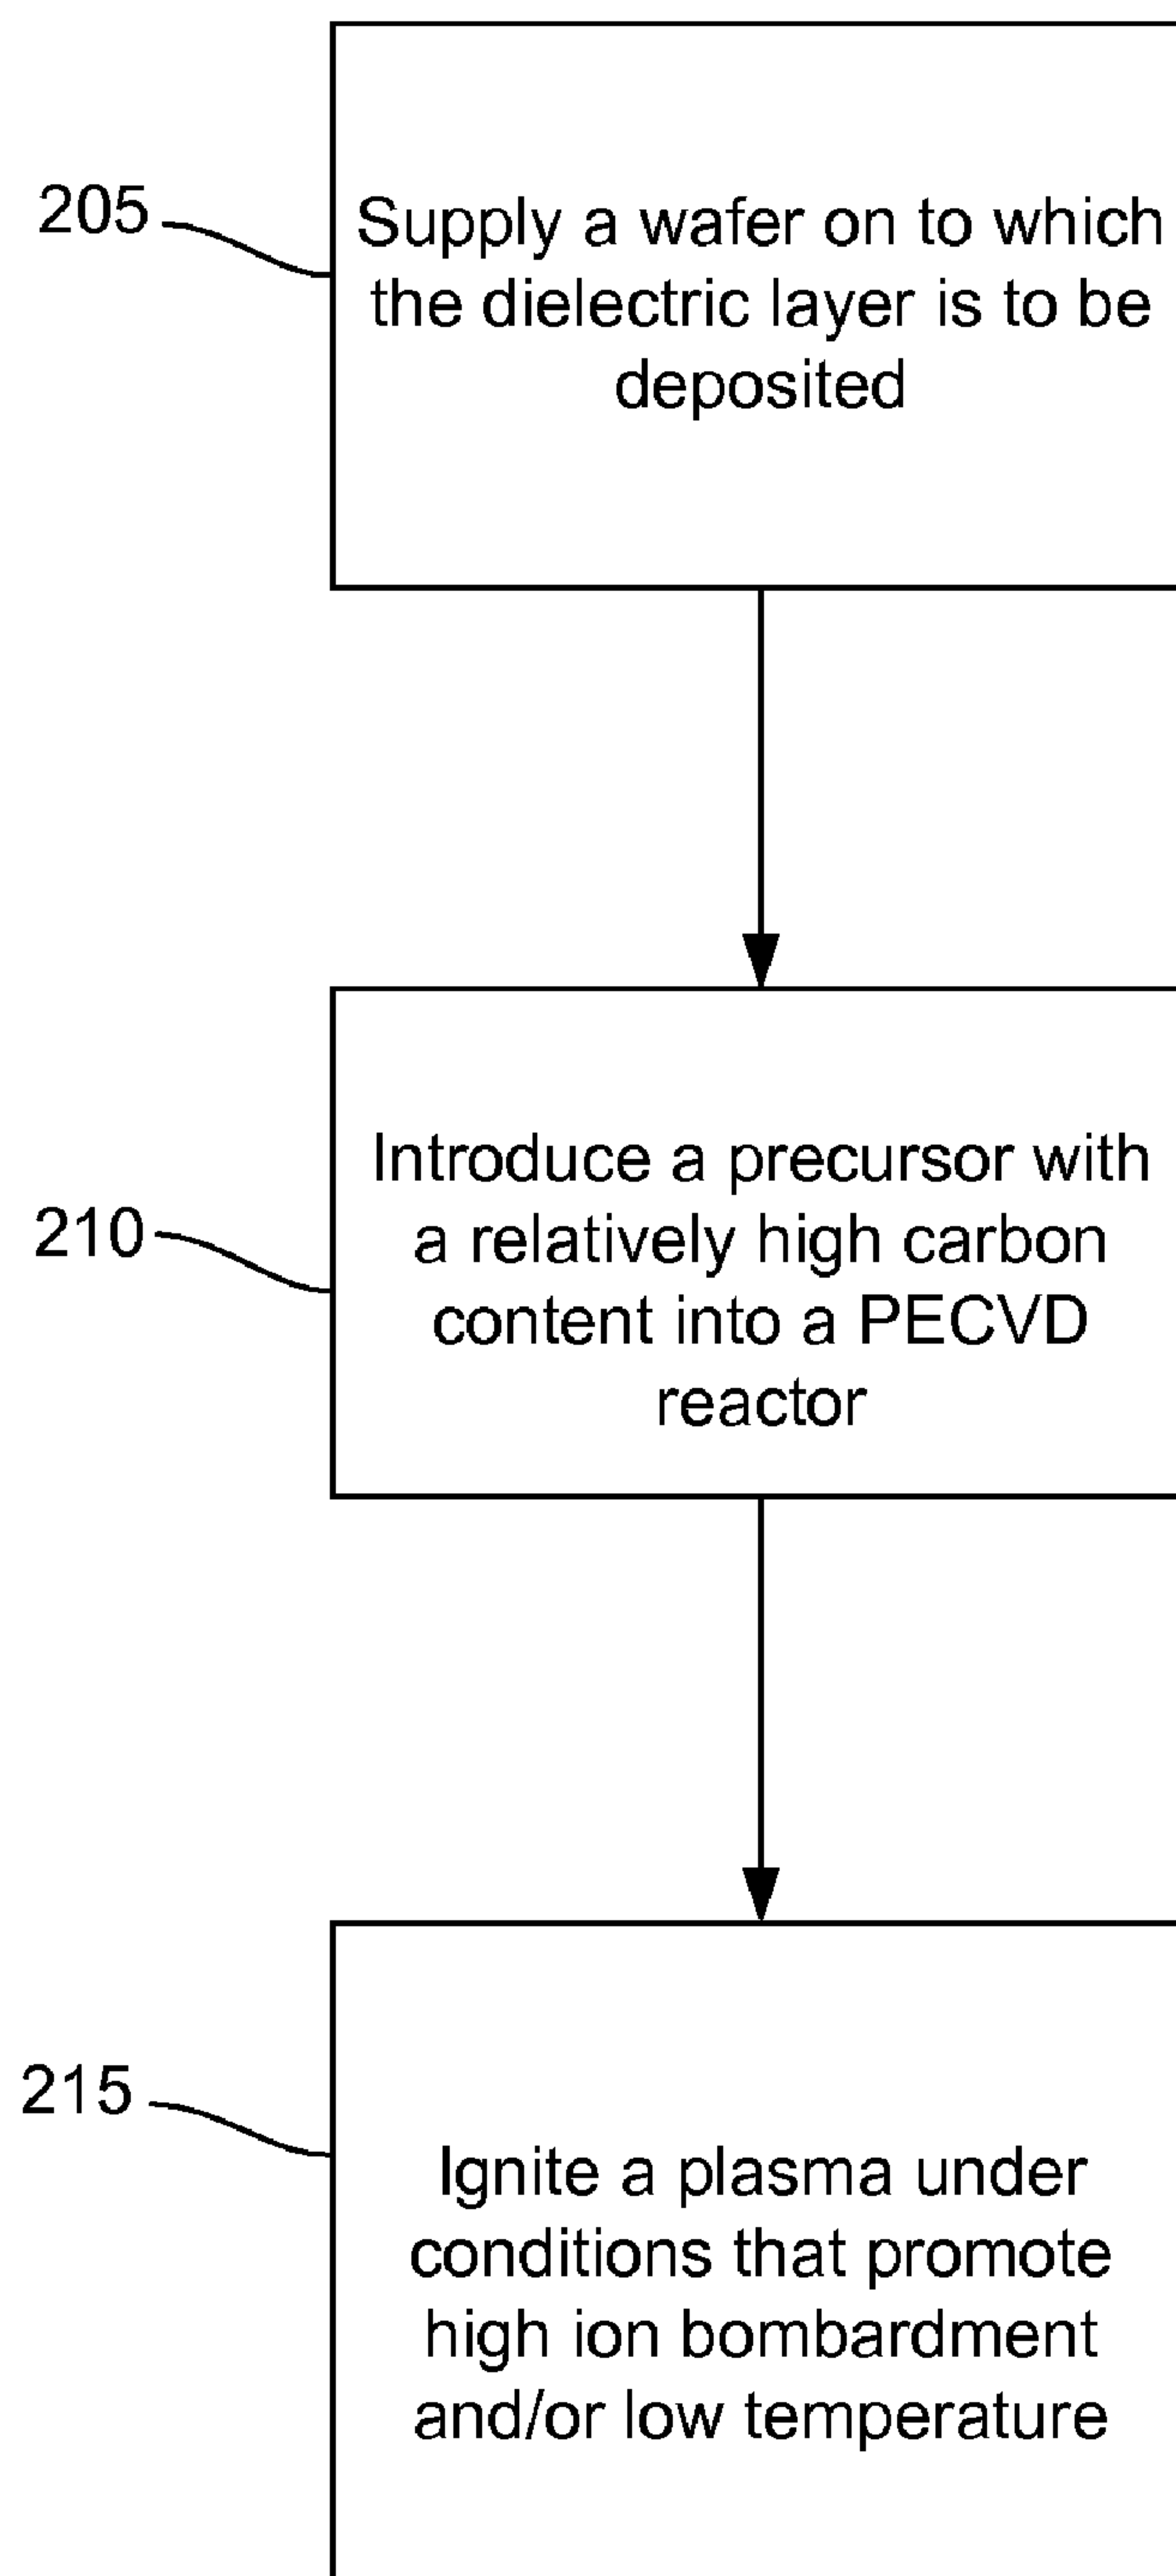 205
Supply a wafer on to which
the dielectric layer is to be
deposited
210
Introduce a precursor with
a relatively high carbon
content into a PECVD
reactor
215
Ignite a plasma under
conditions that promote
high ion bombardment
and/or low temperature